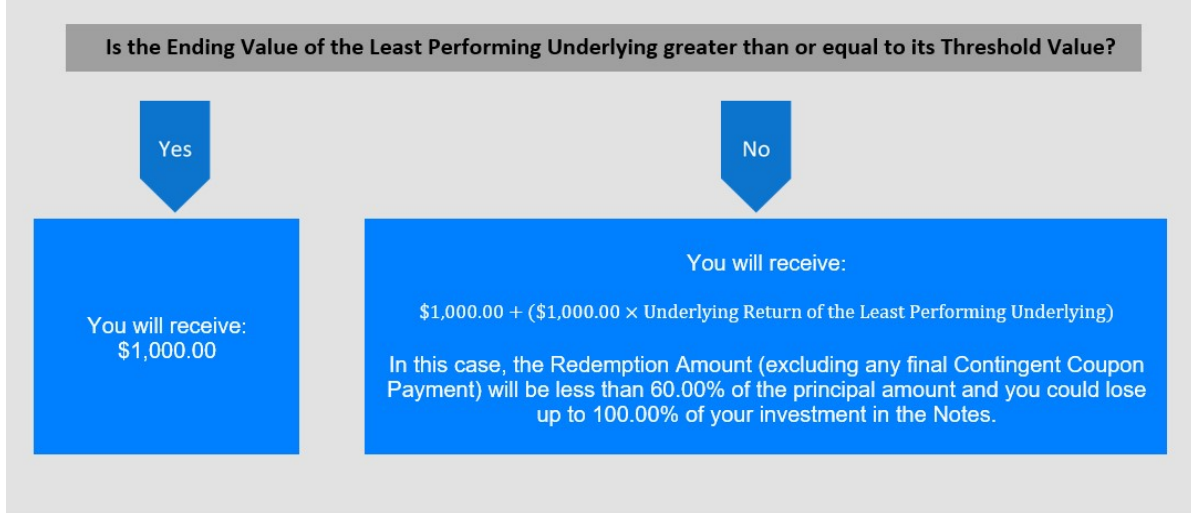 Is the Ending Value of the Least Performing Underlying greater than or equal to its Threshold Value?
Yes
No
You will receive:
$1,000.00
You will receive:
$1,000.00 + ($1,000.00 × Underlying Return of the Least Performing Underlying)
In this case, the Redemption Amount (excluding any final Contingent Coupon
Payment) will be less than 60.00% of the principal amount and you could lose
up to 100.00% of your investment in the Notes.